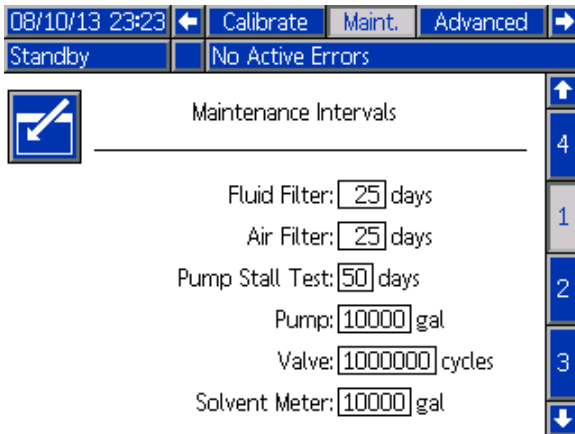 08/10/13 23:23 Calibrate Maint. Advanced
Standby No Active Errors
Maintenance Intervals
4
Fluid Filter: 25 days
1
Air Filter: 25 days
Pump Stall Test: 50 days
2
Pump: 10000 gal
Valve: 1000000 cycles
3
Solvent Meter: 10000 gal